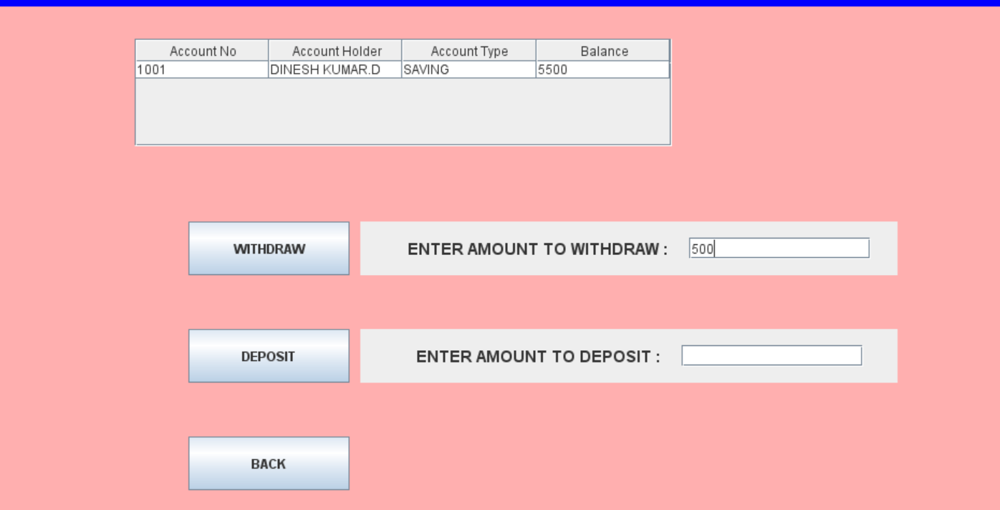 Account No Account Holder Account Type Balance
1001 DINESH KUMAR.D SAVING 5500
WITHDRAW ENTER AMOUNT TO WITHDRAW : 500
DEPOSIT ENTER AMOUNT TO DEPOSIT :
BACK